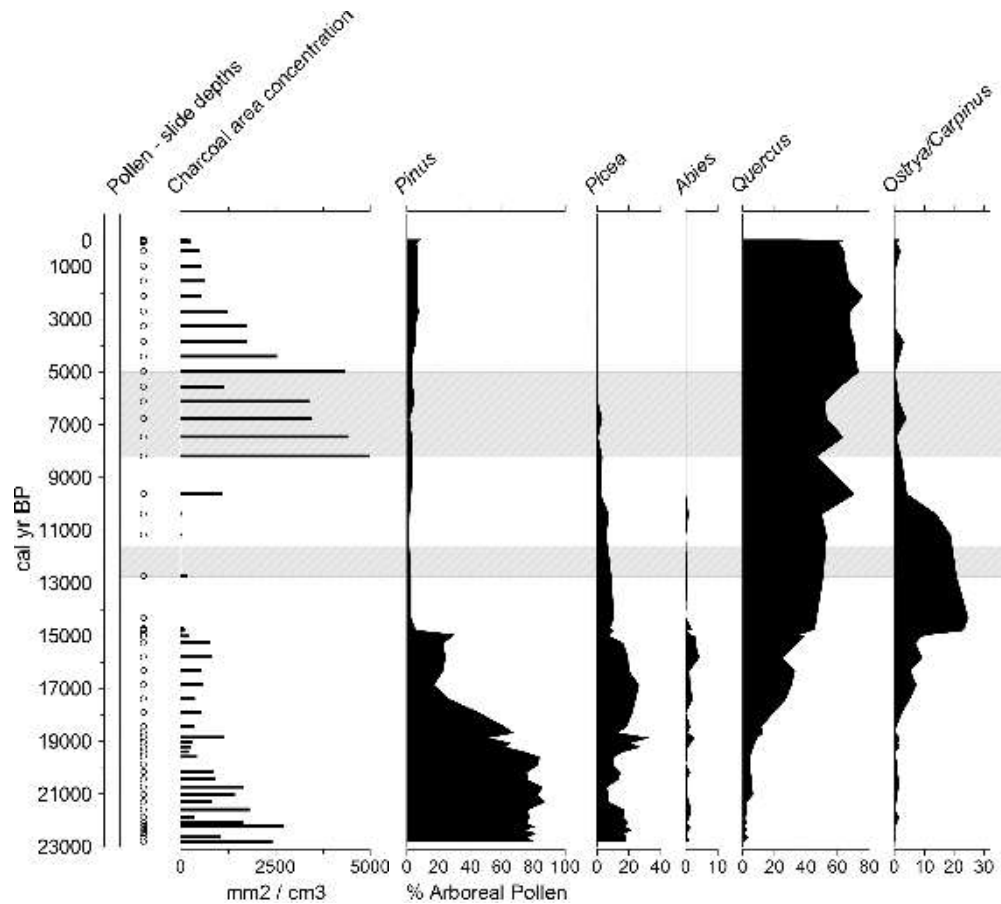 Pollen - slide depths
Charcoal area concentration
Pinus
Picea
Abies
Quercus
Ostrya/Carpinus
cal yr BP
0
1000
3000
5000
7000
9000
11000
13000
15000
17000
19000
21000
23000
0 2500 5000 0 20 40 60 80 100 0 20 40 0 10 0 20 40 60 80 0 10 20 30
mm2 / cm3 % Arboreal Pollen